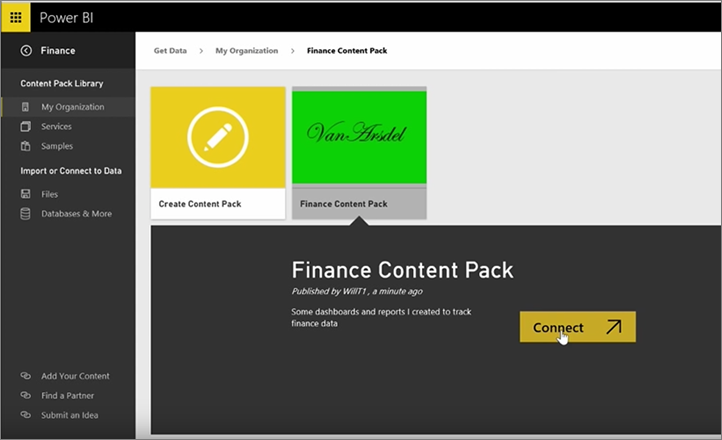 Power BI
Finance
Get Data > My Organization > Finance Content Pack
Content Pack Library
My Organization
Services
Samples
Import or Connect to Data
Files
Databases & More
Add Your Content
Find a Partner
Submit an Idea
VanArsdel
Create Content Pack
Finance Content Pack
Finance Content Pack
Published by WillT1 , a minute ago
Some dashboards and reports I created to track
finance data
Connect